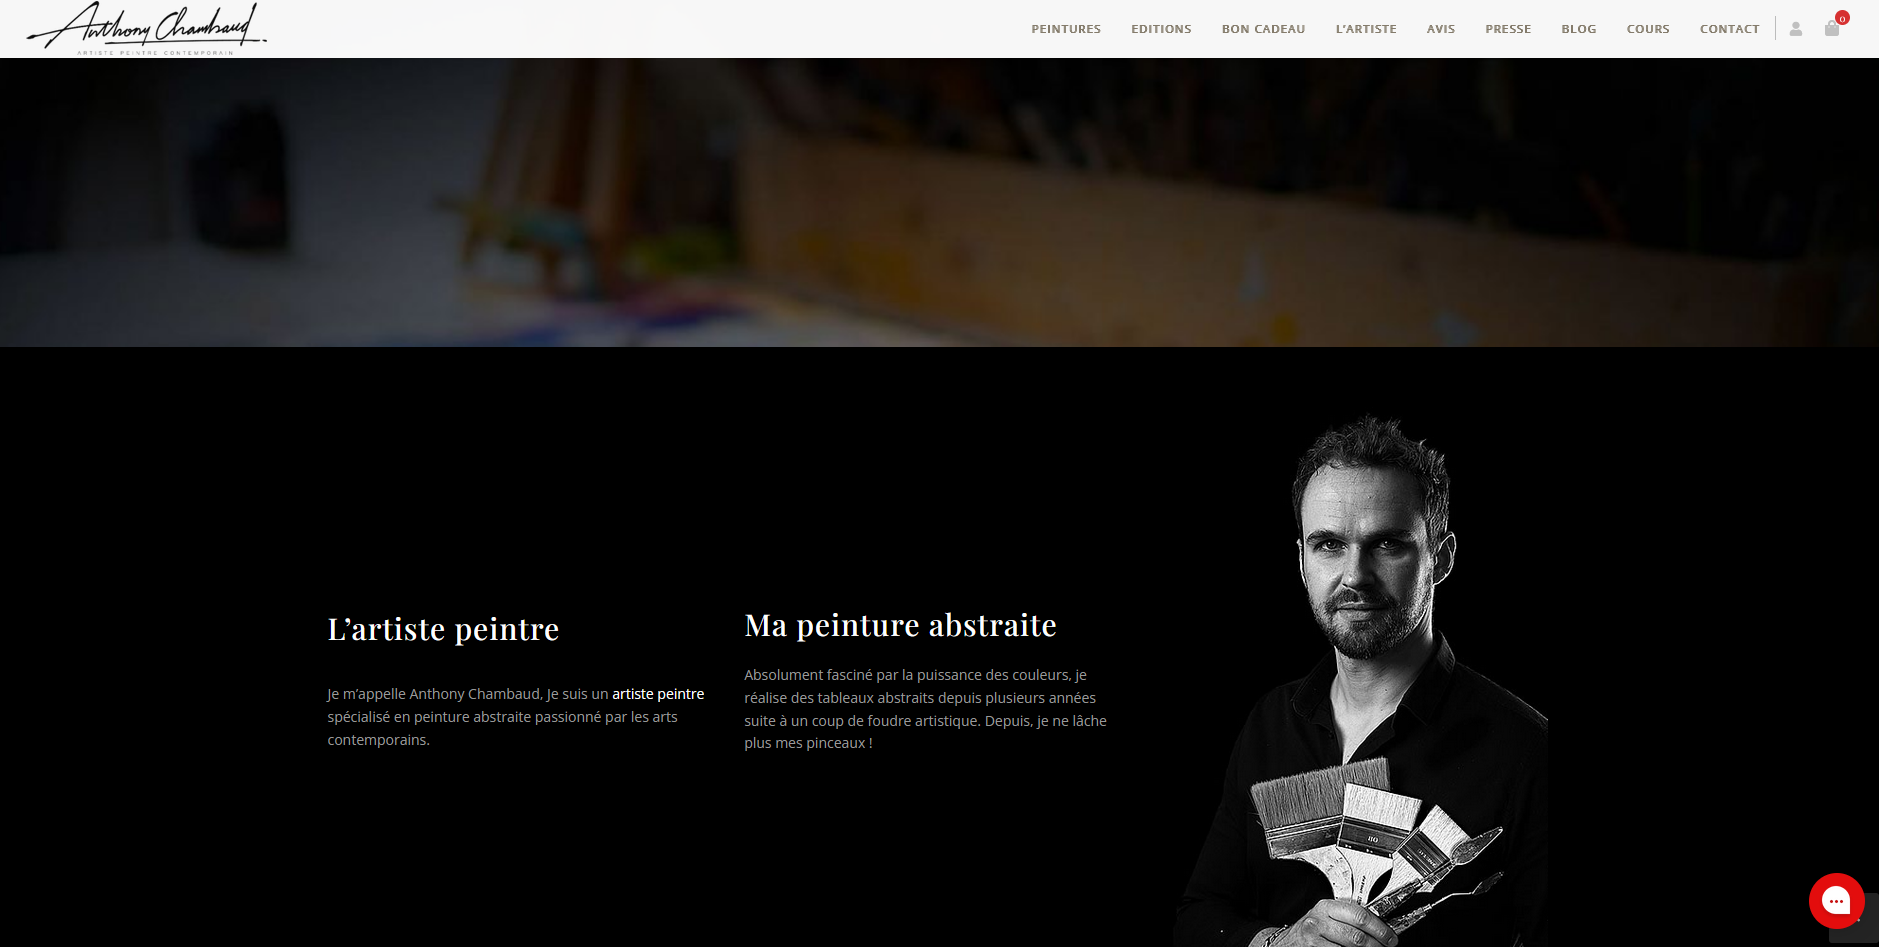 Anthony Chambaud
ARTISTE PEINTRE CONTEMPORAIN
PEINTURES EDITIONS BON CADEAU L’ARTISTE AVIS PRESSE BLOG COURS CONTACT 0
L’artiste peintre
Je m’appelle Anthony Chambaud, Je suis un artiste peintre
spécialisé en peinture abstraite passionné par les arts
contemporains.
Ma peinture abstraite
Absolument fasciné par la puissance des couleurs, je
réalise des tableaux abstraits depuis plusieurs années
suite à un coup de foudre artistique. Depuis, je ne lâche
plus mes pinceaux !
80